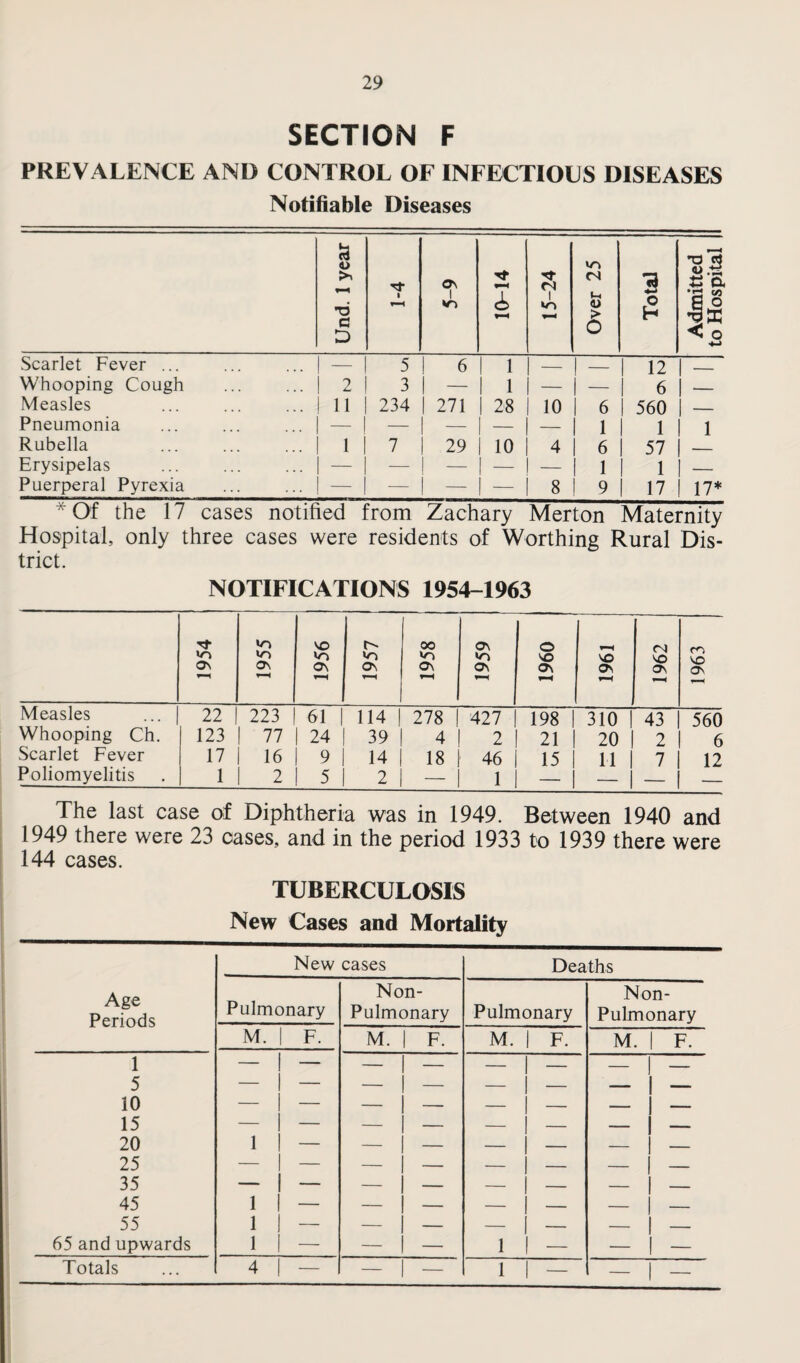 29
SECTION F
PREVALENCE AND CONTROL OF INFECTIOUS DISEASES
Notifiable Diseases
Und. 1 year | 1-4 | 5-9 | 10-14 | 15-24 | Over 25 | Total | Admitted to Hospital
Scarlet Fever ... ... ... | — | 5 | 6 | 1 | — | — | 12 | —
Whooping Cough ... ... | 2 | 3 | — | 1 | — | — | 6 | —
Measles ... ... ... | 11 | 234 | 271 | 28 | 10 | 6 | 560 | —
Pneumonia ... ... ... | — | — | — | — | — | 1 | 1 | 1
Rubella ... ... ... | 1 | 7 | 29 | 10 | 4 | 6 | 57 | —
Erysipelas ... ... ... | — | — | — | — | — | 1 | 1 | —
Puerperal Pyrexia ... ... | — | — | — | — | 8 | 9 | 17 | 17*
* Of the 17 cases notified from Zachary Merton Maternity
Hospital, only three cases were residents of Worthing Rural Dis-
trict.
NOTIFICATIONS 1954-1963
1954 | 1955 | 1956 | 1957 | 1958 | 1959 | 1960 | 1961 | 1962 | 1963
Measles ... | 22 | 223 | 61 | 114 | 278 | 427 | 198 | 310 | 43 | 560
Whooping Ch. | 123 | 77 | 24 | 39 | 4 | 2 | 21 | 20 | 2 | 6
Scarlet Fever | 17 | 16 | 9 | 14 | 18 | 46 | 15 | 11 | 7 | 12
Poliomyelitis . | 1 | 2 | 5 | 2 | — | 1 | — | — | — | —
The last case of Diphtheria was in 1949. Between 1940 and
1949 there were 23 cases, and in the period 1933 to 1939 there were
144 cases.
TUBERCULOSIS
New Cases and Mortality
Age Periods | New cases | Deaths
Pulmonary | Non-Pulmonary | Pulmonary | Non-Pulmonary
M. | F. | M. | F. | M. | F. | M. | F.
1 | — | — | — | — | — | — | — | —
5 | — | — | — | — | — | — | — | —
10 | — | — | — | — | — | — | — | —
15 | — | — | — | — | — | — | — | —
20 | 1 | — | — | — | — | — | — | —
25 | — | — | — | — | — | — | — | —
35 | — | — | — | — | — | — | — | —
45 | 1 | — | — | — | — | — | — | —
55 | 1 | — | — | — | — | — | — | —
65 and upwards | 1 | — | — | — | 1 | — | — | —
Totals ... | 4 | — | — | — | 1 | — | — | —